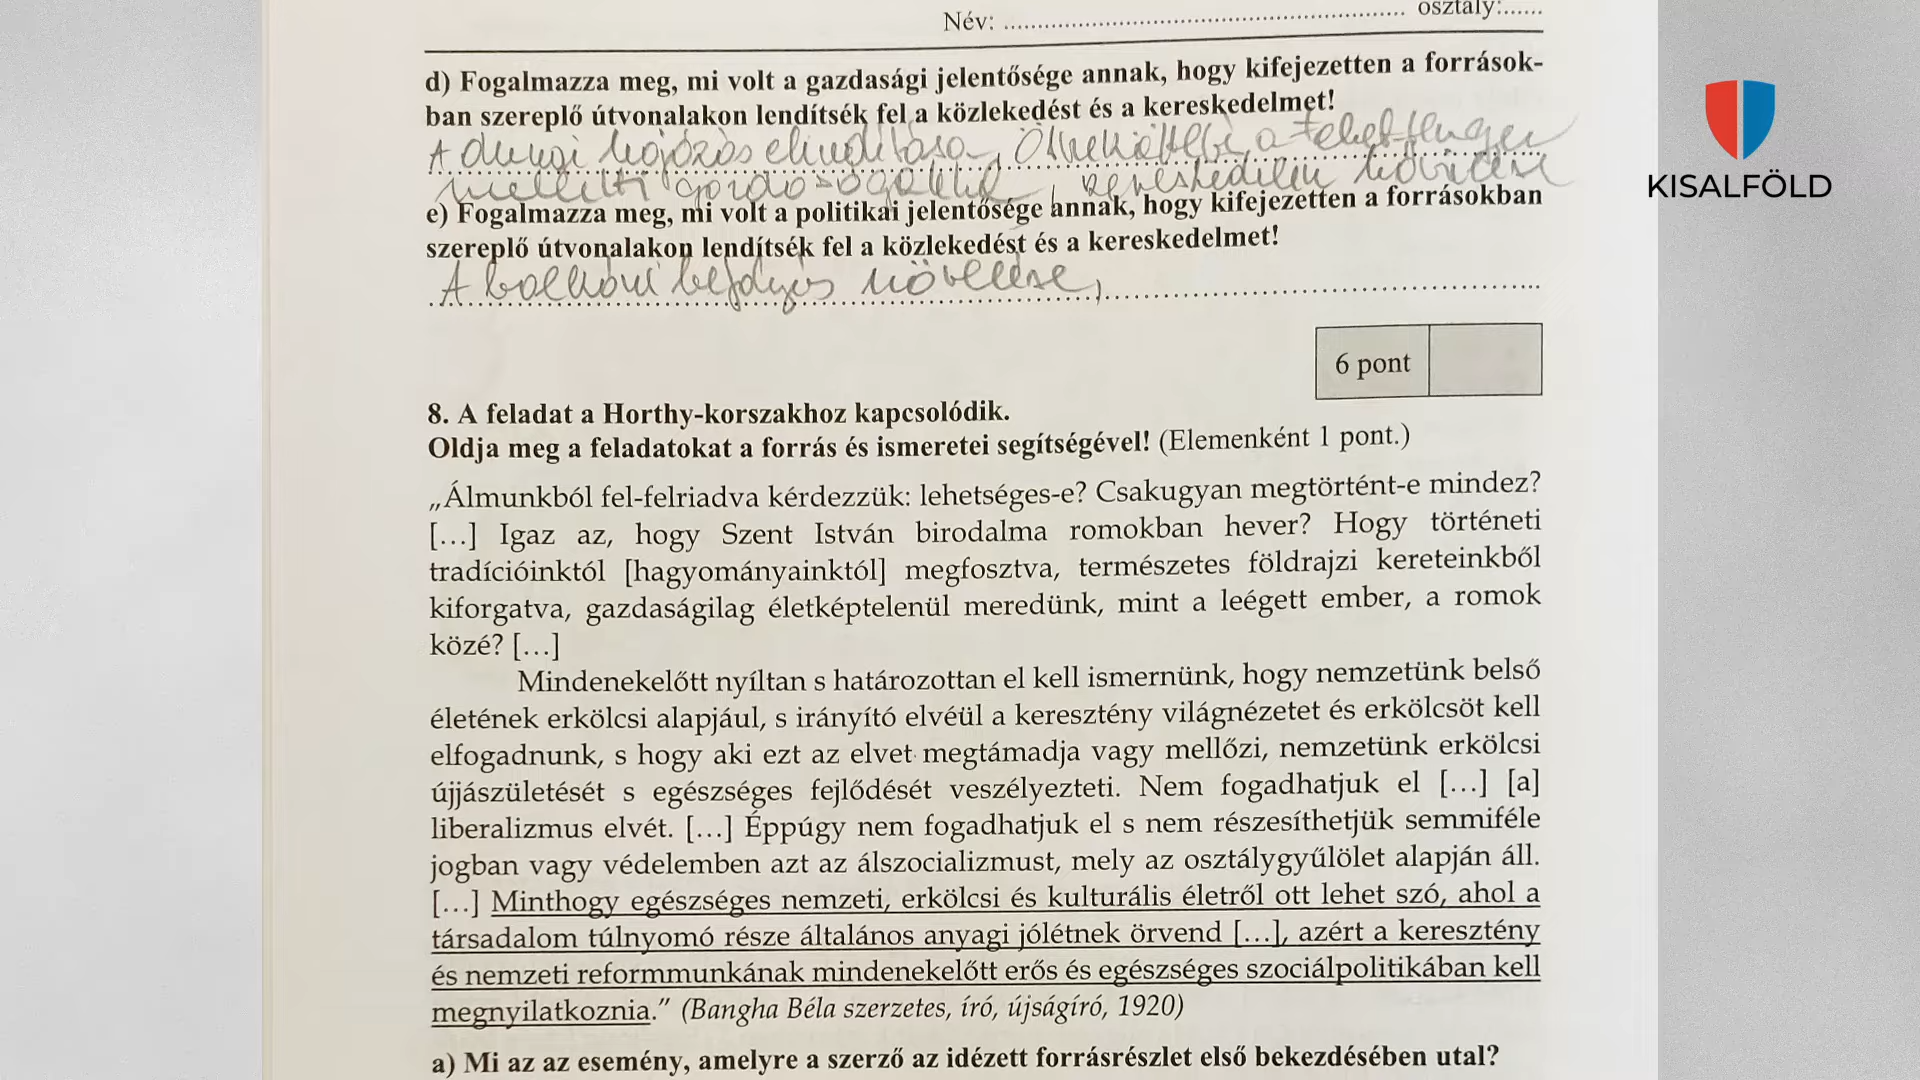 Név: ........ osztály:......
KISALFÖLD
d) Fogalmazza meg, mi volt a gazdasági jelentősége annak, hogy kifejezetten a források-
ban szereplő útvonalakon lendítsék fel a közlekedést és a kereskedelmet!
A dunai hajózás elindítása, Összekötötte a fekete-tenger
melletti gazdaságokkal, kereskedelem növelése
e) Fogalmazza meg, mi volt a politikai jelentősége annak, hogy kifejezetten a forrásokban
szereplő útvonalakon lendítsék fel a közlekedést és a kereskedelmet!
A balkáni befolyás növelése,
6 pont
8. A feladat a Horthy-korszakhoz kapcsolódik.
Oldja meg a feladatokat a forrás és ismeretei segítségével! (Elemenként 1 pont.)
„Álmunkból fel-felriadva kérdezzük: lehetséges-e? Csakugyan megtörtént-e mindez?
[…] Igaz az, hogy Szent István birodalma romokban hever? Hogy történeti
tradícióinktól [hagyományainktól] megfosztva, természetes földrajzi kereteinkből
kiforgatva, gazdaságilag életképtelenül meredünk, mint a leégett ember, a romok
közé? […]
Mindenekelőtt nyíltan s határozottan el kell ismernünk, hogy nemzetünk belső
életének erkölcsi alapjául, s irányító elvéül a keresztény világnézetet és erkölcsöt kell
elfogadnunk, s hogy aki ezt az elvet megtámadja vagy mellőzi, nemzetünk erkölcsi
újjászületését s egészséges fejlődését veszélyezteti. Nem fogadhatjuk el […] [a]
liberalizmus elvét. […] Éppúgy nem fogadhatjuk el s nem részesíthetjük semmiféle
jogban vagy védelemben azt az álszocializmust, mely az osztálygyűlölet alapján áll.
[…] Minthogy egészséges nemzeti, erkölcsi és kulturális életről ott lehet szó, ahol a
társadalom túlnyomó része általános anyagi jólétnek örvend […], azért a keresztény
és nemzeti reformmunkának mindenekelőtt erős és egészséges szociálpolitikában kell
megnyilatkoznia.” (Bangha Béla szerzetes, író, újságíró, 1920)
a) Mi az az esemény, amelyre a szerző az idézett forrásrészlet első bekezdésében utal?